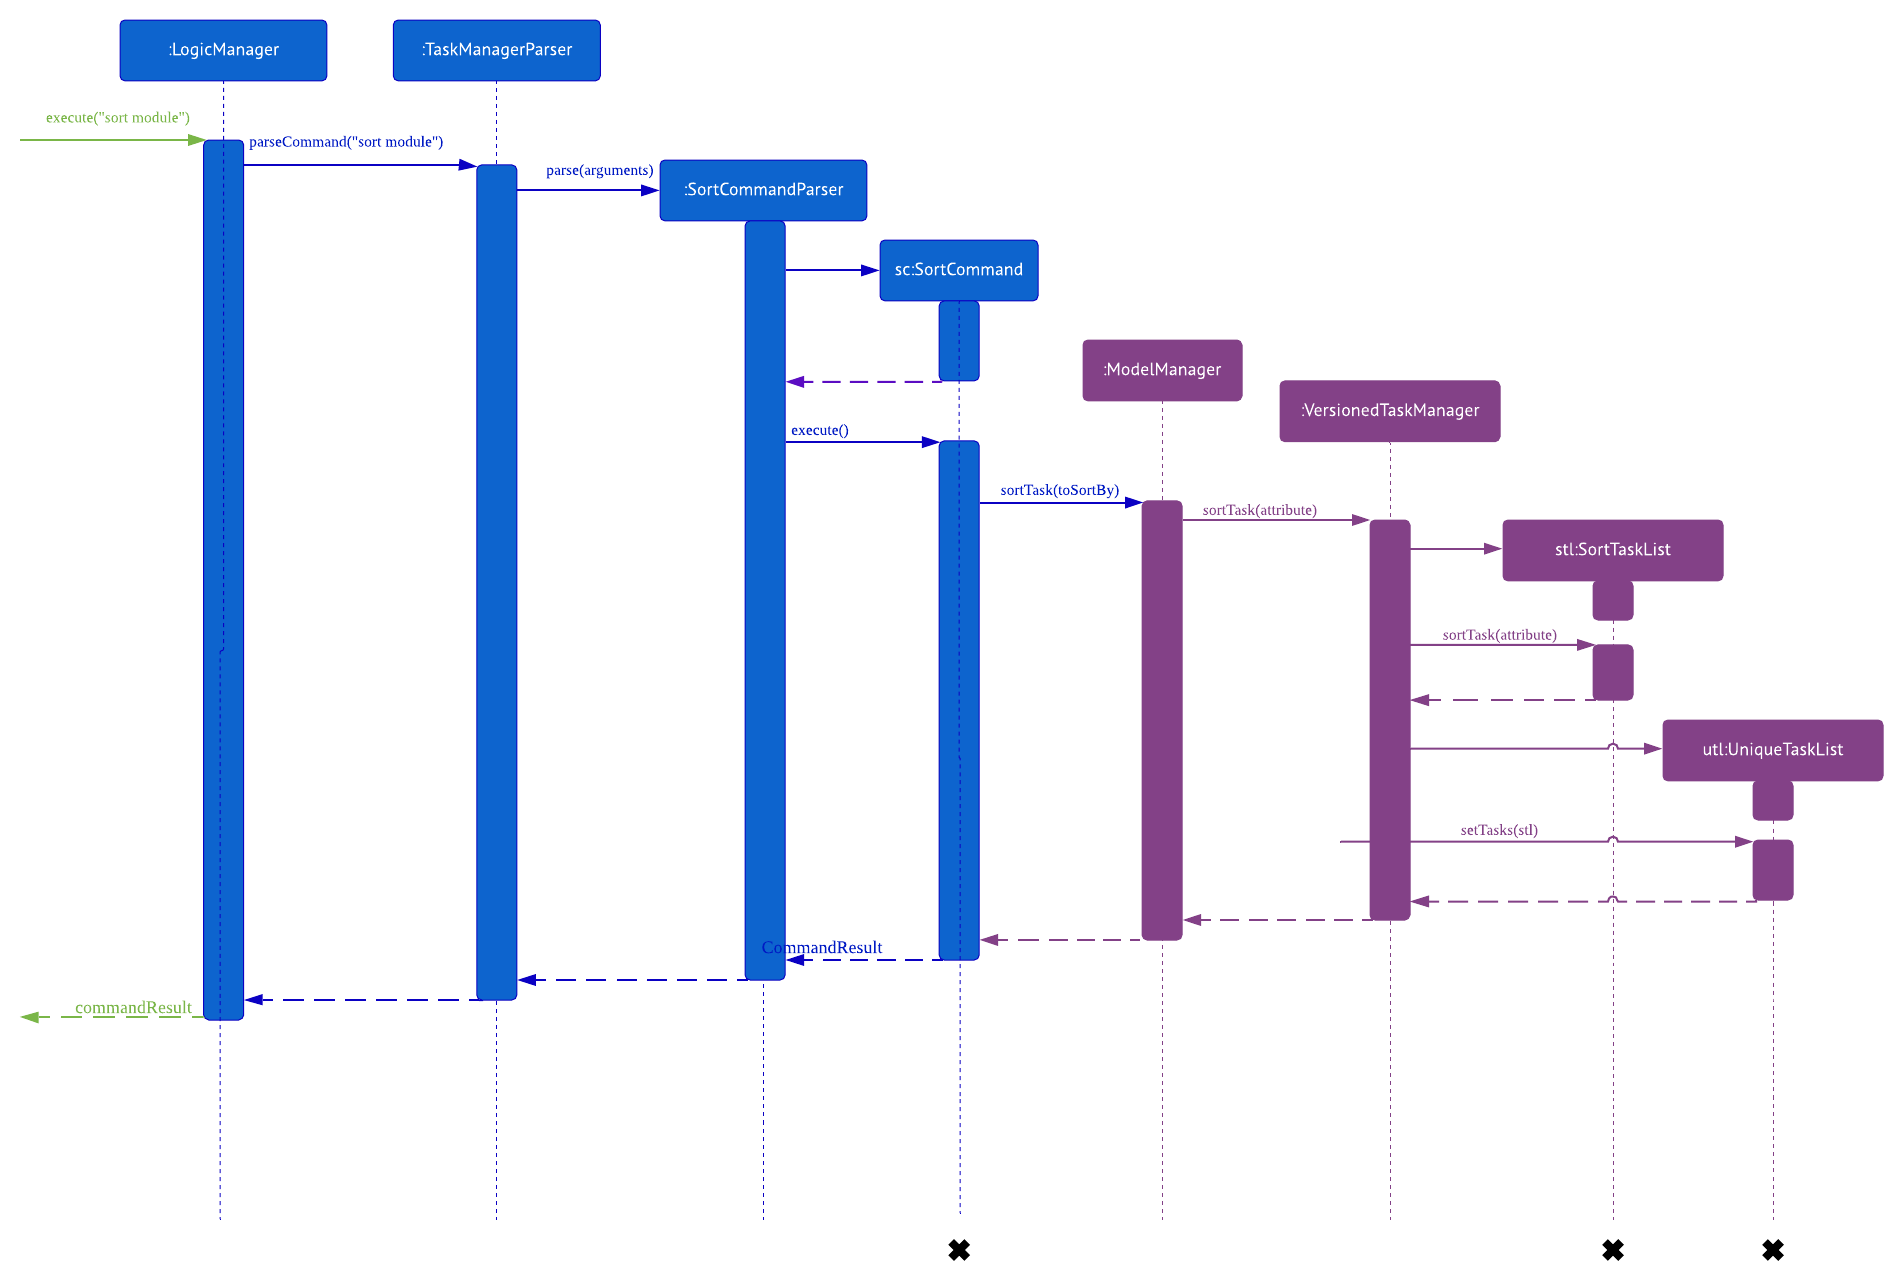 :LogicManager
:TaskManagerParser
execute("sort module")
parseCommand("sort module")
parse(arguments)
:SortCommandParser
sc:SortCommand
:ModelManager
:VersionedTaskManager
execute()
sortTask(toSortBy)
sortTask(attribute)
stl:SortTaskList
sortTask(attribute)
utl:UniqueTaskList
setTasks(stl)
CommandResult
commandResult